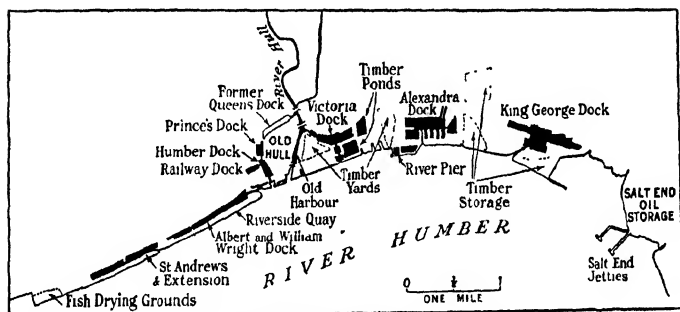 River Hull
Former
Queens Dock
Prince's Dock
Humber Dock
Railway Dock
OLD
HULL
Victoria
Dock
Timber
Ponds
Alexandra
Dock
King George Dock
Old
Harbour
Timber
Yards
River Pier
Timber
Storage
SALT END
OIL
STORAGE
Salt End
Jetties
Riverside Quay
Albert and William
Wright Dock
St Andrews
& Extension
Fish Drying Grounds
RIVER HUMBER
0 ½ 1
ONE MILE